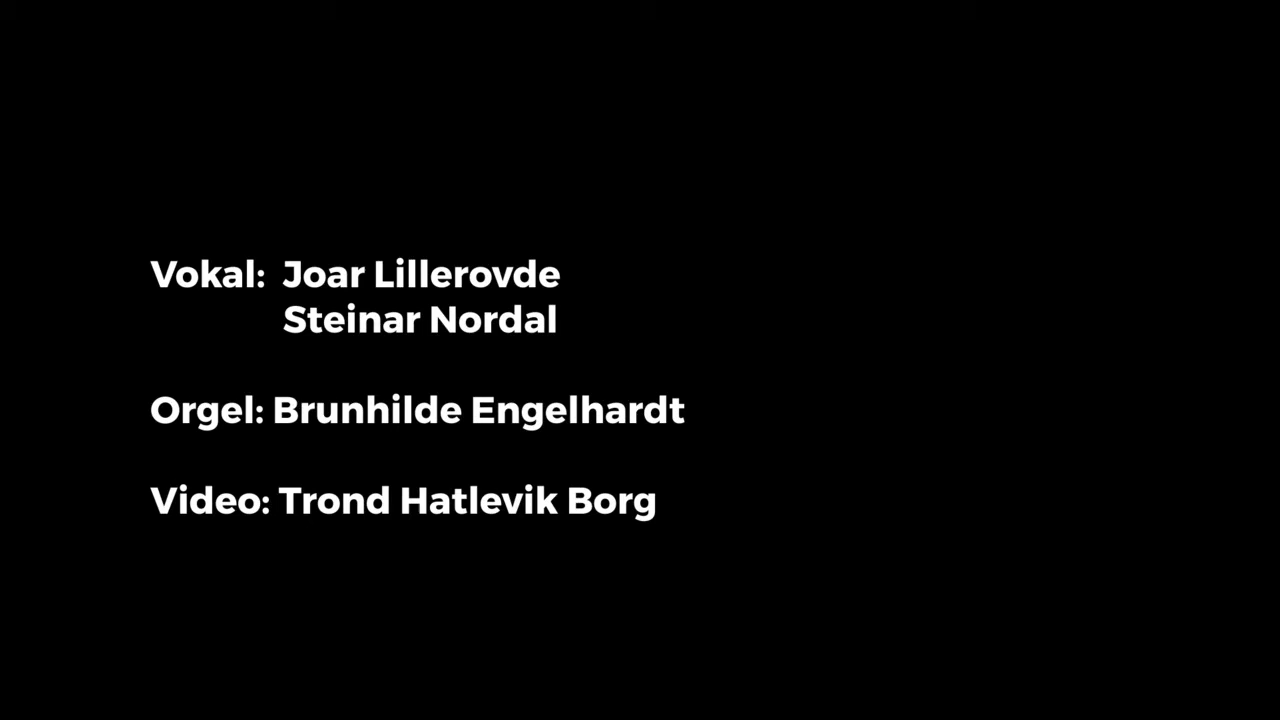 Vokal: Joar Lillerovde
Steinar Nordal
Orgel: Brunhilde Engelhardt
Video: Trond Hatlevik Borg